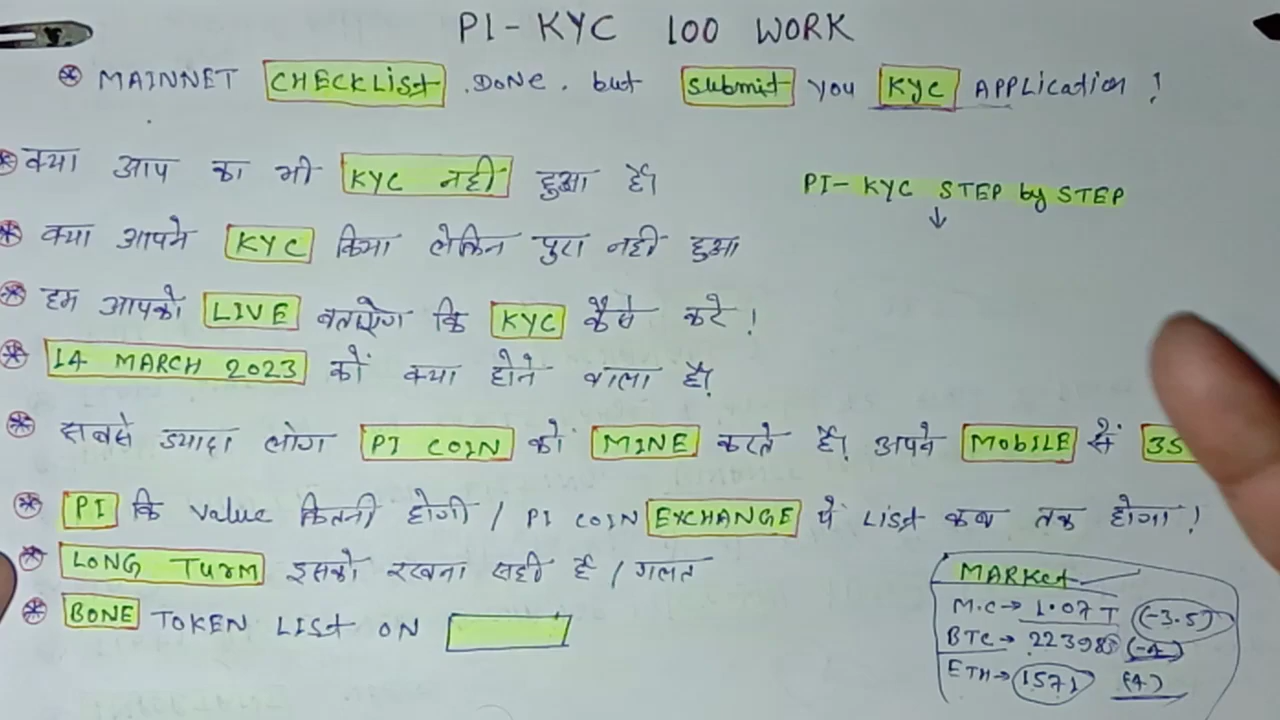 PI-KYC 100 WORK
MAINNET CHECKLISt .DONE. but submit you KYC APPLication !
क्या आप का भी KYC नही हुआ है।
PI- KYC STEP by STEP
क्या आपने KYC किया लेकिन पुरा नही हुआ
हम आपको LIVE बताऐगे कि KYC कैसे करे !
14 MARCH 2023 को क्या होने वाला है।
सबसे ज्यादा लोग PI COIN को MINE करते है। अपने MobiLE से 35
PI कि Value कितनी होगी / PI COIN EXCHANGE पे LISt कब तक होगा !
LONG TURM इसको रखना सही है / गलत
BONE TOKEN LISt ON
MARKet
M.C→ 1.07 T (-3.5)
BTC→ (-4)
ETH→ 1571 (4.)